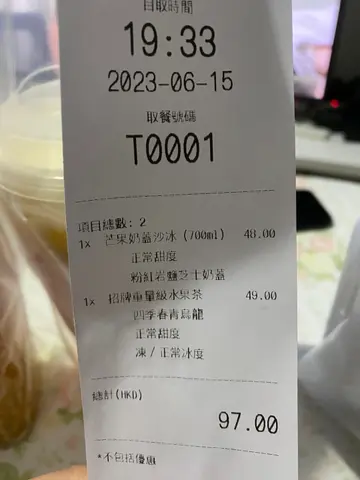 自取時間
19:33
2023-06-15
取餐號碼
T0001
項目總數: 2
1x 芒果奶蓋沙冰 (700ml) 48.00
正常甜度
粉紅岩鹽芝士奶蓋
1x 招牌重量級水果茶 49.00
四季春青烏龍
正常甜度
凍 / 正常冰度
總計(HKD)
97.00
*不包括優惠